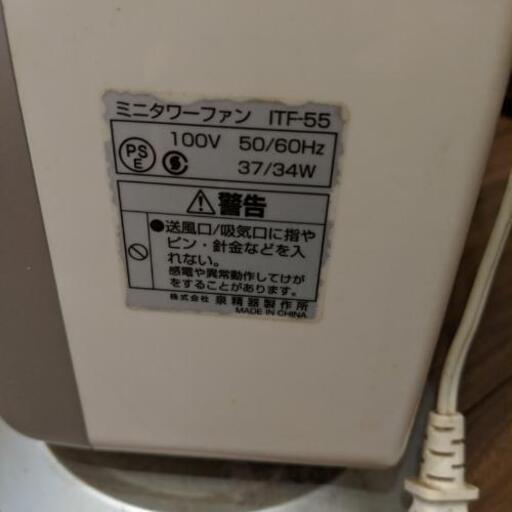 ミニタワーファン ITF-55
PS
E
100V 50/60Hz
37/34W
警告
●送風口/吸気口に指や
ピン・針金などを入
れない。
感電や異常動作してけが
をすることがあります。
株式会社 泉精器製作所
MADE IN CHINA